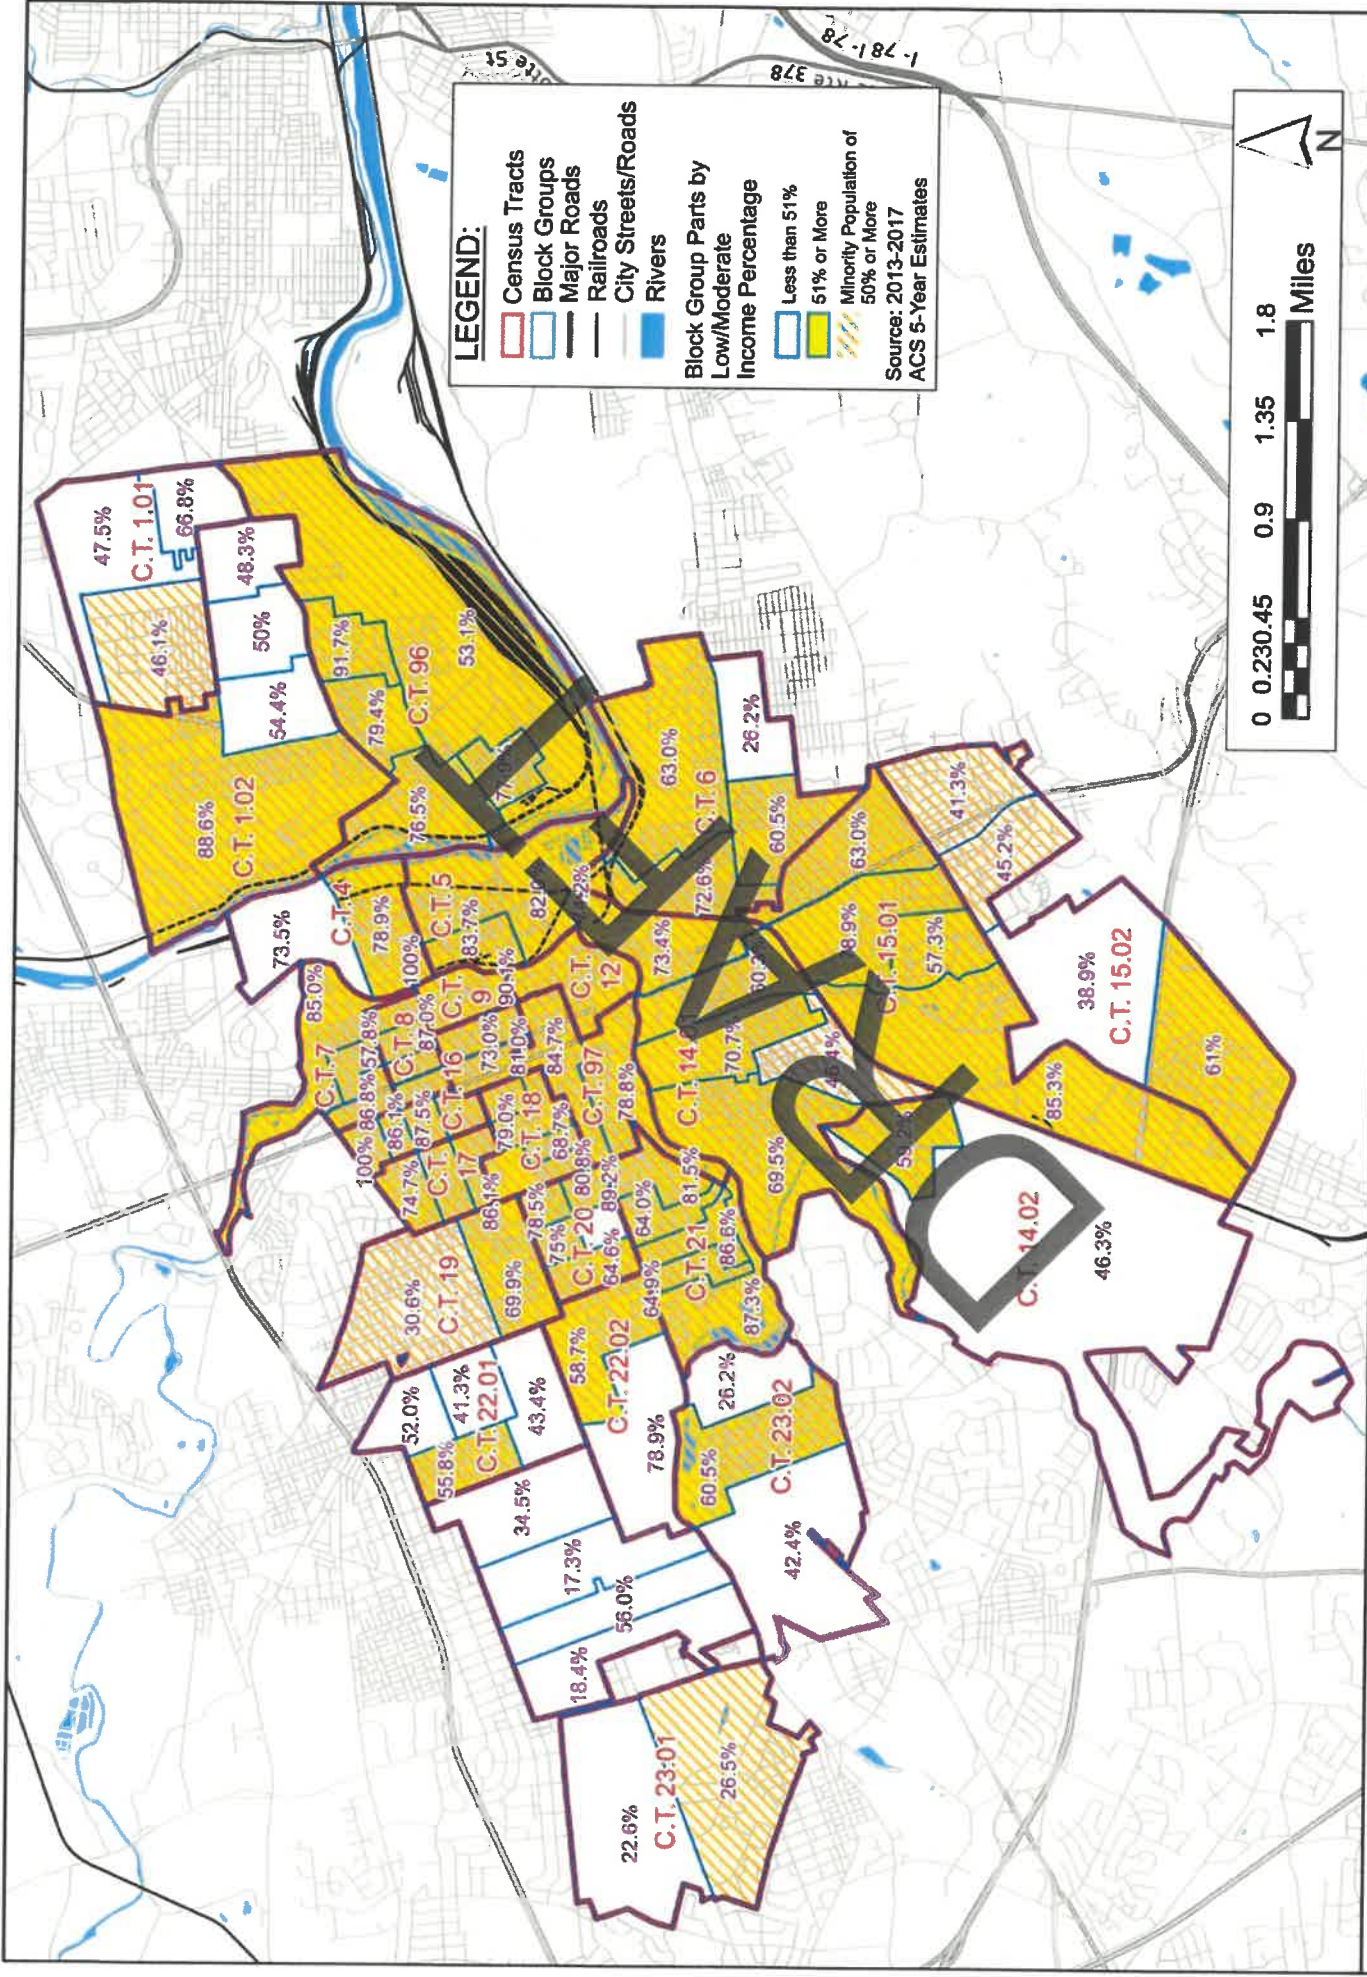 47.5%
C.T. 1.01
66.8%
46.1%
48.3%
50%
54.4%
91.7%
88.6%
C.T. 1.02
79.4%
C.T. 96
53.1%
76.5%
73.5%
C.T. 4
78.9%
100%
C.T. 5
83.7%
85.0%
C.T. 7
57.8%
C.T. 8
87.0%
C.T.
9
90.1%
C.T.
12
100%
86.8%
86.1%
87.5%
C.T. 16
73.0%
81.0%
84.7%
74.7%
C.T.
17
79.0%
C.T. 18
68.7%
C.T. 97
78.8%
86.1%
78.5%
75%
C.T. 20
80.8%
89.2%
64.6%
64.0%
81.5%
64.9%
C.T. 21
86.6%
87.3%
30.6%
C.T. 19
69.9%
52.0%
41.3%
55.8%
C.T. 22.01
43.4%
58.7%
C.T. 22.02
78.9%
34.5%
17.3%
56.0%
18.4%
22.6%
C.T. 23.01
26.5%
26.2%
60.5%
C.T. 23.02
42.4%
63.0%
C.T. 6
26.2%
60.5%
72.6%
73.4%
63.0%
41.3%
45.2%
C.T. 15.01
57.3%
38.9%
C.T. 15.02
61%
85.3%
70.7%
69.5%
C.T. 14.02
46.3%
DRAFT
378
I-78 I-78
LEGEND:
Census Tracts
Block Groups
Major Roads
Railroads
City Streets/Roads
Rivers
Block Group Parts by
Low/Moderate
Income Percentage
Less than 51%
51% or More
Minority Population of
50% or More
Source: 2013-2017
ACS 5-Year Estimates
0 0.230.45 0.9 1.35 1.8
Miles
N